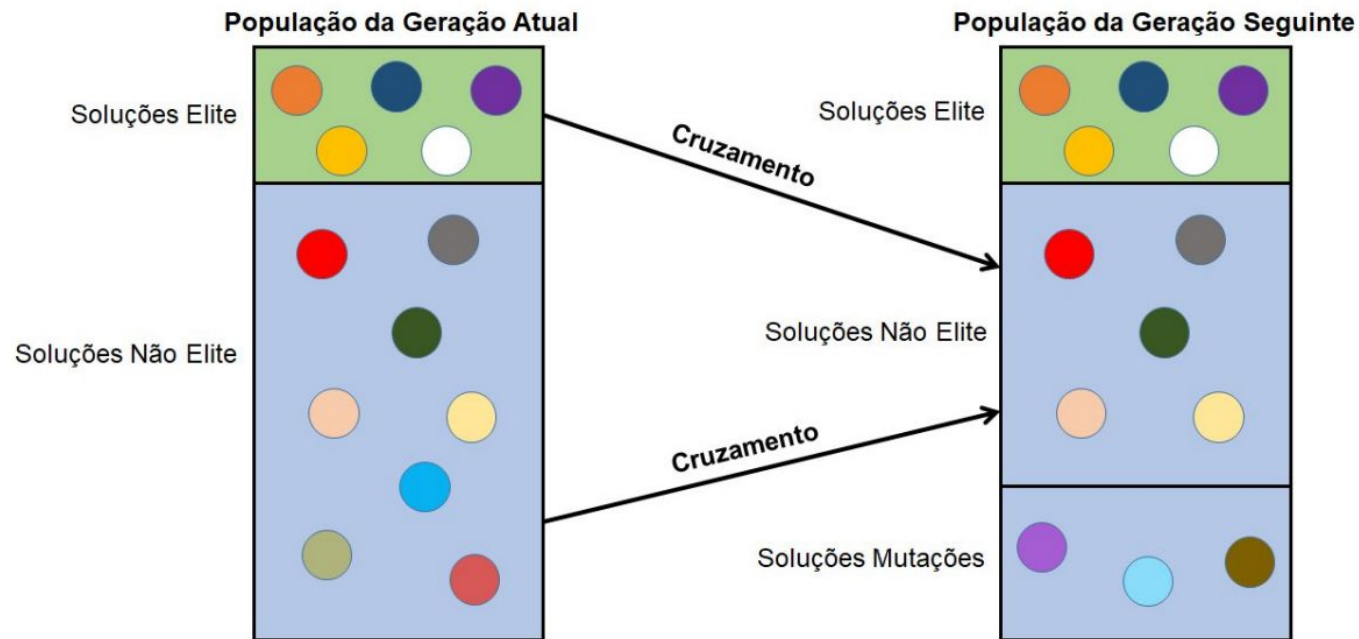 População da Geração Atual
População da Geração Seguinte
Soluções Elite
Cruzamento
Soluções Elite
Soluções Não Elite
Cruzamento
Soluções Não Elite
Soluções Mutações